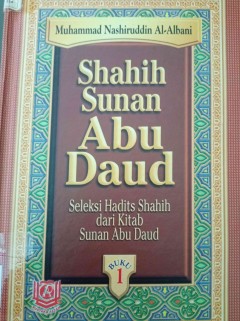 Muhammad Nashiruddin Al-Albani
Shahih
Sunan
Abu
Daud
Seleksi Hadits Shahih
dari Kitab
Sunan Abu Daud
BUKU
1